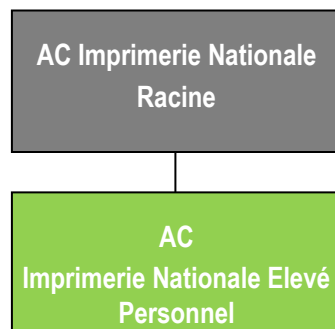 AC Imprimerie Nationale
Racine
AC
Imprimerie Nationale Elevé
Personnel